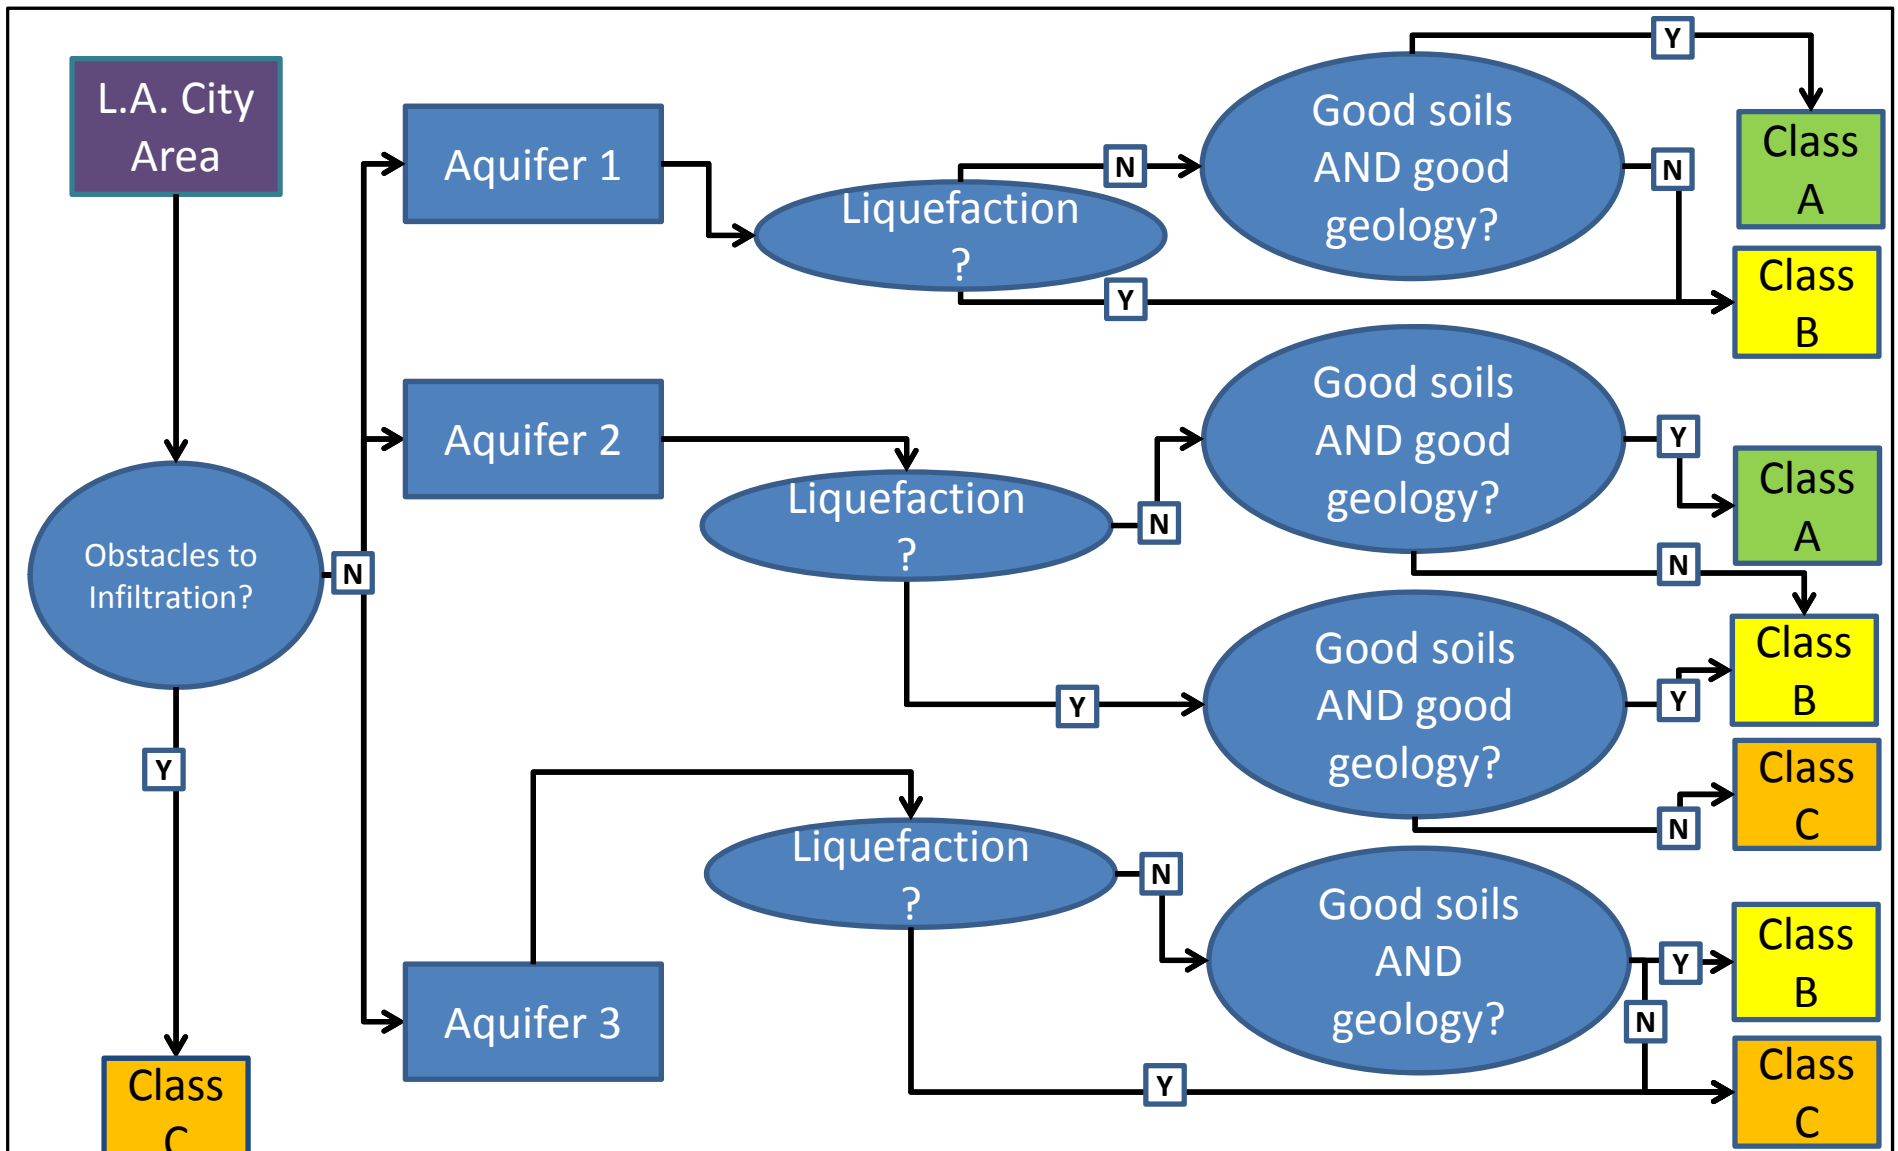 L.A. City
Area
Obstacles to
Infiltration?
N
Y
Class
C
Aquifer 1
Liquefaction
?
N
Y
Good soils
AND good
geology?
Y
N
Class
A
Class
B
Aquifer 2
Liquefaction
?
N
Y
Good soils
AND good
geology?
Y
N
Class
A
Good soils
AND good
geology?
Y
N
Class
B
Class
C
Aquifer 3
Liquefaction
?
N
Y
Good soils
AND
geology?
Y
N
Class
B
Class
C